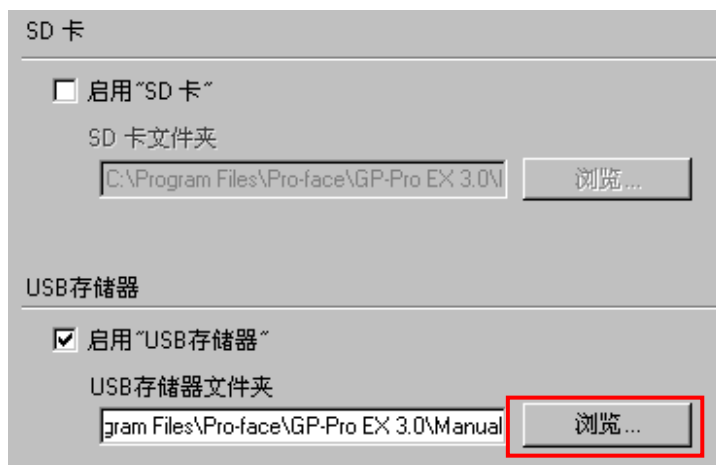 SD 卡
启用"SD 卡"
SD 卡文件夹
C:\Program Files\Pro-face\GP-Pro EX 3.0\
浏览...
USB存储器
启用"USB存储器"
USB存储器文件夹
gram Files\Pro-face\GP-Pro EX 3.0\Manual
浏览...